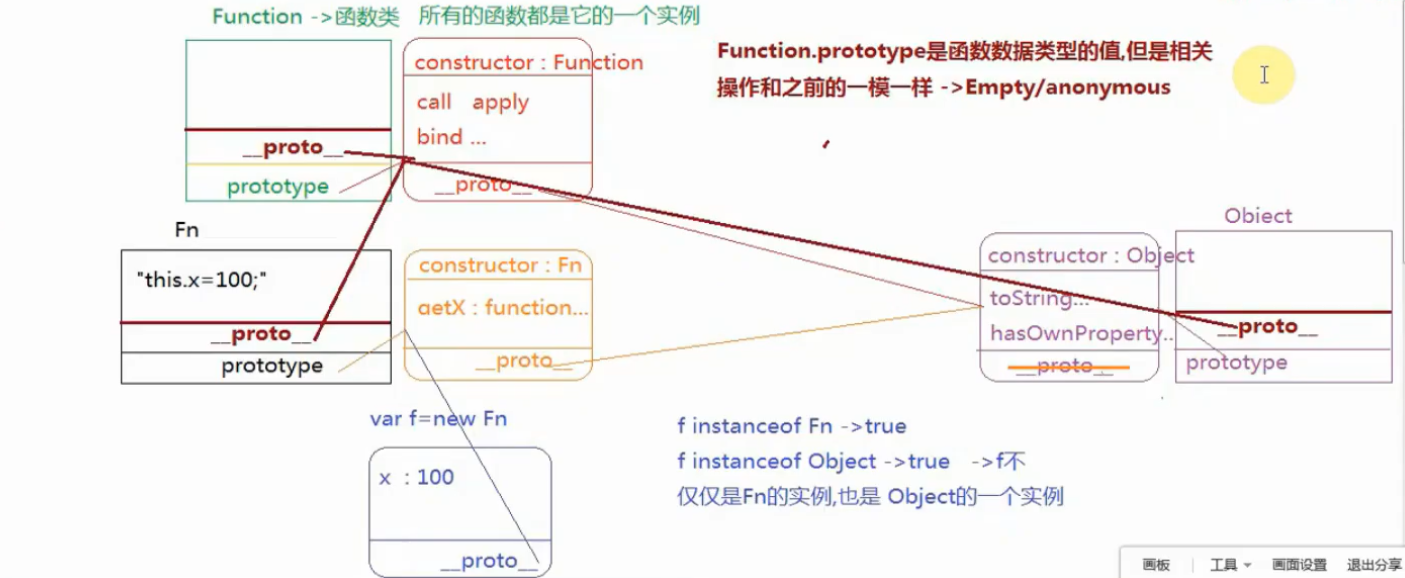 Function ->函数类 所有的函数都是它的一个实例
constructor : Function
call apply
bind ...
__proto__
prototype
__proto__
Function.prototype是函数数据类型的值,但是相关
操作和之前的一模一样 ->Empty/anonymous
Fn
"this.x=100;"
__proto__
prototype
constructor : Fn
getX : function...
__proto__
Object
constructor : Object
toString...
hasOwnProperty...
__proto__
__proto__
prototype
var f=new Fn
x : 100
__proto__
f instanceof Fn ->true
f instanceof Object ->true ->f不
仅仅是Fn的实例,也是 Object的一个实例
画板 工具 画面设置 退出分享